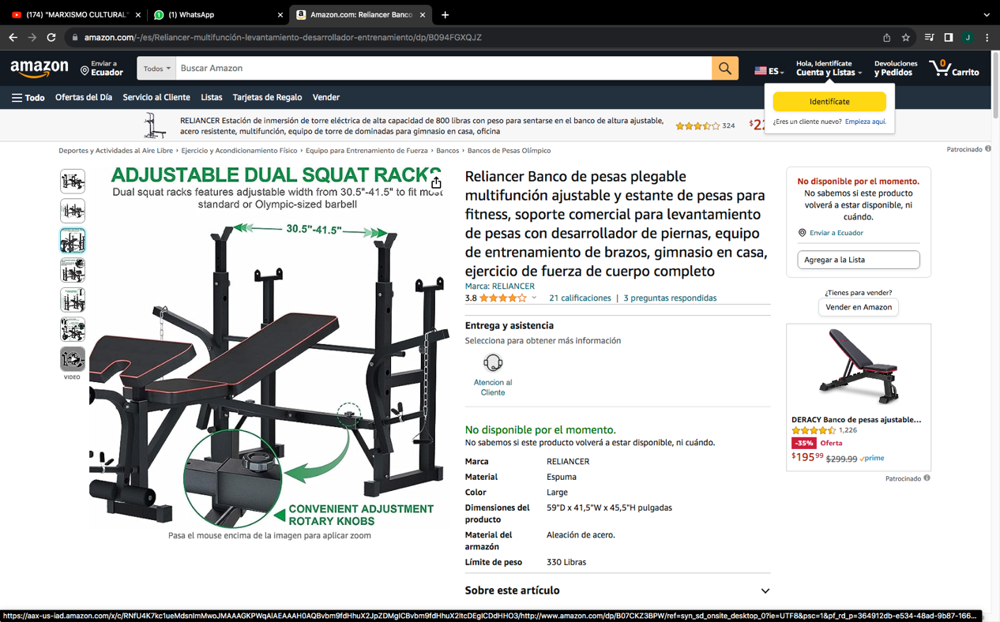 (174) "MARXISMO CULTURAL"
(1) WhatsApp
Amazon.com: Reliancer Banco
amazon.com/-/es/Reliancer-multifunción-levantamiento-desarrollador-entrenamiento/dp/B094FGXQJZ
J
amazon
Enviar a
Ecuador
Todos
Buscar Amazon
ES
Hola, Identifícate
Cuenta y Listas
Devoluciones
y Pedidos
0
Carrito
Todo
Ofertas del Día
Servicio al Cliente
Listas
Tarjetas de Regalo
Vender
Identifícate
¿Eres un cliente nuevo? Empieza aquí.
RELIANCER Estación de inmersión de torre eléctrica de alta capacidad de 800 libras con peso para sentarse en el banco de altura ajustable,
acero resistente, multifunción, equipo de torre de dominadas para gimnasio en casa, oficina
324
Deportes y Actividades al Aire Libre › Ejercicio y Acondicionamiento Físico › Equipo para Entrenamiento de Fuerza › Bancos › Bancos de Pesas Olímpico
Patrocinado
ADJUSTABLE DUAL SQUAT RACKS
Dual squat racks features adjustable width from 30.5"-41.5" to fit most
standard or Olympic-sized barbell
30.5"-41.5"
CONVENIENT ADJUSTMENT
ROTARY KNOBS
VIDEO
Pasa el mouse encima de la imagen para aplicar zoom
Reliancer Banco de pesas plegable
multifunción ajustable y estante de pesas para
fitness, soporte comercial para levantamiento
de pesas con desarrollador de piernas, equipo
de entrenamiento de brazos, gimnasio en casa,
ejercicio de fuerza de cuerpo completo
Marca: RELIANCER
3.8
21 calificaciones | 3 preguntas respondidas
Entrega y asistencia
Selecciona para obtener más información
Atencion al
Cliente
No disponible por el momento.
No sabemos si este producto volverá a estar disponible, ni cuándo.
Marca RELIANCER
Material Espuma
Color Large
Dimensiones del
producto
59"D x 41,5"W x 45,5"H pulgadas
Material del
armazón
Aleación de acero.
Límite de peso 330 Libras
Sobre este artículo
No disponible por el momento.
No sabemos si este producto
volverá a estar disponible, ni
cuándo.
Enviar a Ecuador
Agregar a la Lista
¿Tienes para vender?
Vender en Amazon
DERACY Banco de pesas ajustable...
1,226
-35% Oferta
$195 99 $299.99 prime
Patrocinado